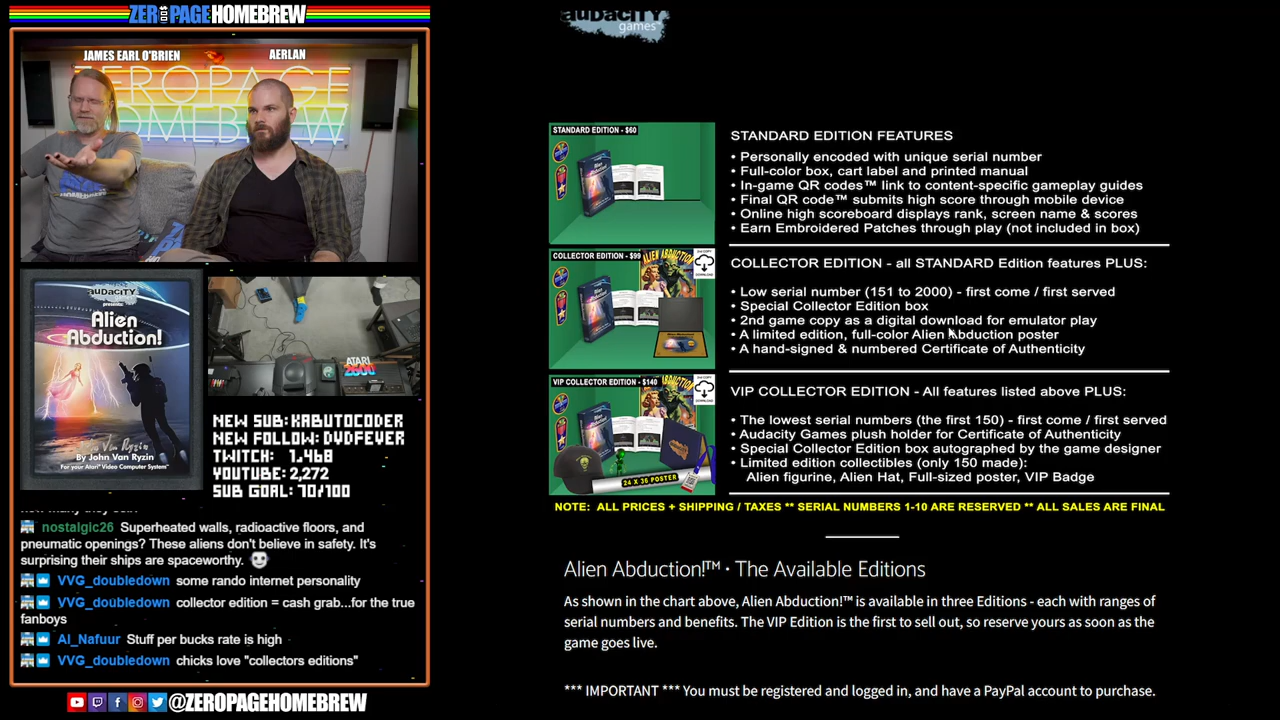 ZEROPAGEHOMEBREW
JAMES EARL O'BRIEN
AERLAN
ZEROPAGE
HOMEBREW
AUDACITY
presents:
Alien
Abduction!
John Van Ryzin
By John Van Ryzin
For your Atari® Video Computer System™
ATARI
2600
NEW SUB: KABUTOCODER
NEW FOLLOW: DVDFEVER
TWITCH: 1,468
YOUTUBE: 2,272
SUB GOAL: 70/100
nostalgic26 Superheated walls, radioactive floors, and
pneumatic openings? These aliens don't believe in safety. It's
surprising their ships are spaceworthy.
VVG_doubledown some rando internet personality
VVG_doubledown collector edition = cash grab...for the true
fanboys
Al_Nafuur Stuff per bucks rate is high
VVG_doubledown chicks love "collectors editions"
@ZEROPAGEHOMEBREW
AUDACITY
games™
STANDARD EDITION - $60
STANDARD EDITION FEATURES
• Personally encoded with unique serial number
• Full-color box, cart label and printed manual
• In-game QR codes™ link to content-specific gameplay guides
• Final QR code™ submits high score through mobile device
• Online high scoreboard displays rank, screen name & scores
• Earn Embroidered Patches through play (not included in box)
COLLECTOR EDITION - $99
ALIEN ABDUCTION
DOWNLOAD
COLLECTOR EDITION - all STANDARD Edition features PLUS:
• Low serial number (151 to 2000) - first come / first served
• Special Collector Edition box
• 2nd game copy as a digital download for emulator play
• A limited edition, full-color Alien Abduction poster
• A hand-signed & numbered Certificate of Authenticity
VIP COLLECTOR EDITION - $140
DOWNLOAD
24 X 36 POSTER
VIP COLLECTOR EDITION - All features listed above PLUS:
• The lowest serial numbers (the first 150) - first come / first served
• Audacity Games plush holder for Certificate of Authenticity
• Special Collector Edition box autographed by the game designer
• Limited edition collectibles (only 150 made):
Alien figurine, Alien Hat, Full-sized poster, VIP Badge
NOTE: ALL PRICES + SHIPPING / TAXES ** SERIAL NUMBERS 1-10 ARE RESERVED ** ALL SALES ARE FINAL
Alien Abduction!™ • The Available Editions
As shown in the chart above, Alien Abduction!™ is available in three Editions - each with ranges of
serial numbers and benefits. The VIP Edition is the first to sell out, so reserve yours as soon as the
game goes live.
*** IMPORTANT *** You must be registered and logged in, and have a PayPal account to purchase.